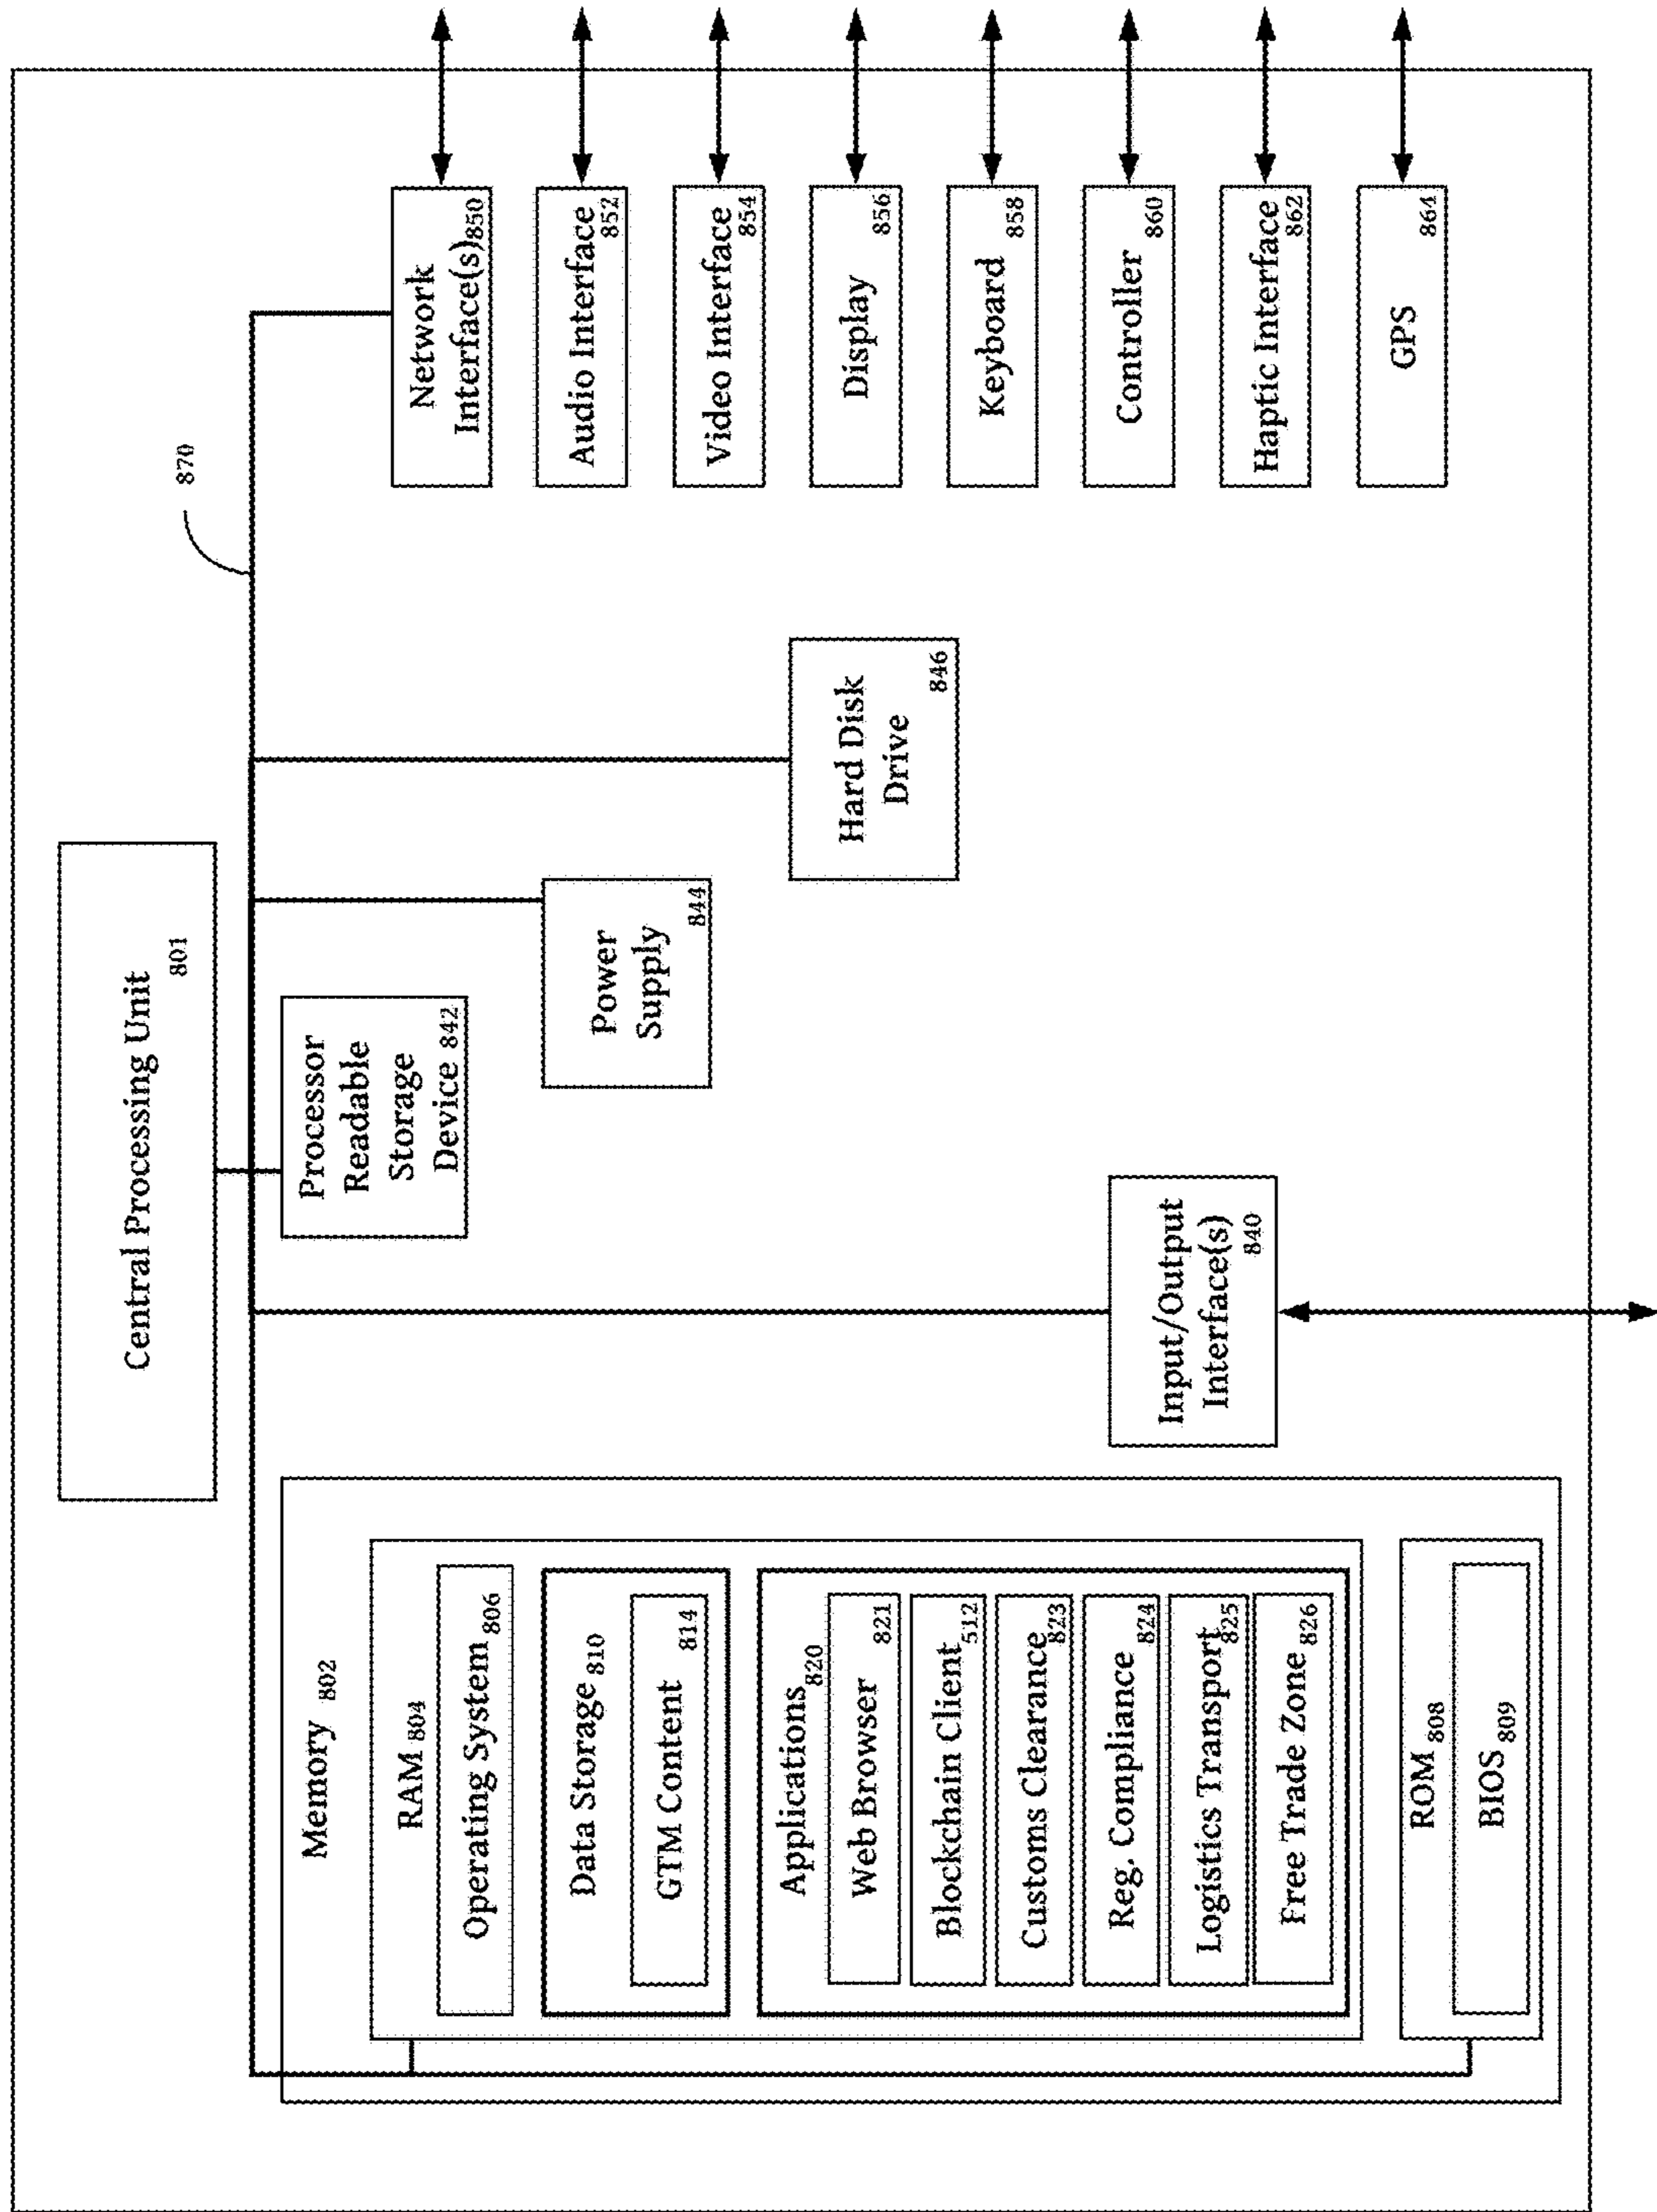 Central Processing Unit
801
870
Memory 802
RAM 804
Operating System 806
Data Storage 810
GTM Content 814
Applications 820
Web Browser 821
Blockchain Client 512
Customs Clearance 823
Reg. Compliance 824
Logistics Transport 825
Free Trade Zone 826
ROM 808
BIOS 809
Input/Output
Interface(s)
840
Processor
Readable
Storage
Device 842
Power
Supply
844
Hard Disk
Drive
846
Network
Interface(s) 850
Audio Interface
852
Video Interface
854
Display
856
Keyboard
858
Controller
860
Haptic Interface
862
GPS
864